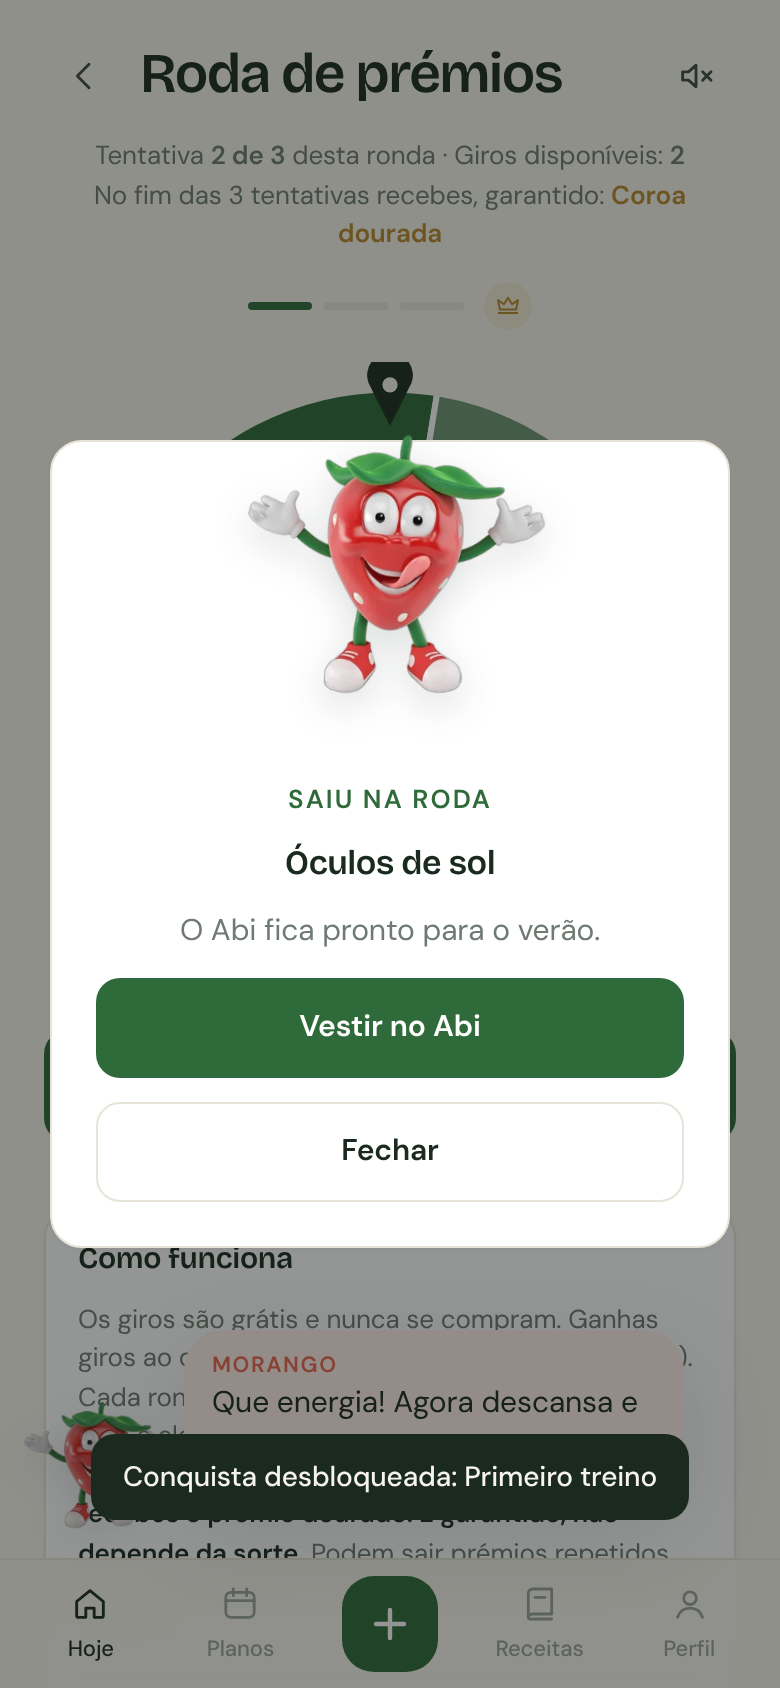 Roda de prémios
Tentativa 2 de 3 desta ronda · Giros disponíveis: 2
No fim das 3 tentativas recebes, garantido: Coroa
dourada
SAIU NA RODA
Óculos de sol
O Abi fica pronto para o verão.
Vestir no Abi
Fechar
Como funciona
Os giros são grátis e nunca se compram. Ganhas
giros ao
).
Cada
MORANGO
Que energia! Agora descansa e
Conquista desbloqueada: Primeiro treino
depende da sorte. Podem sair prémios repetidos
Hoje
Planos
Receitas
Perfil